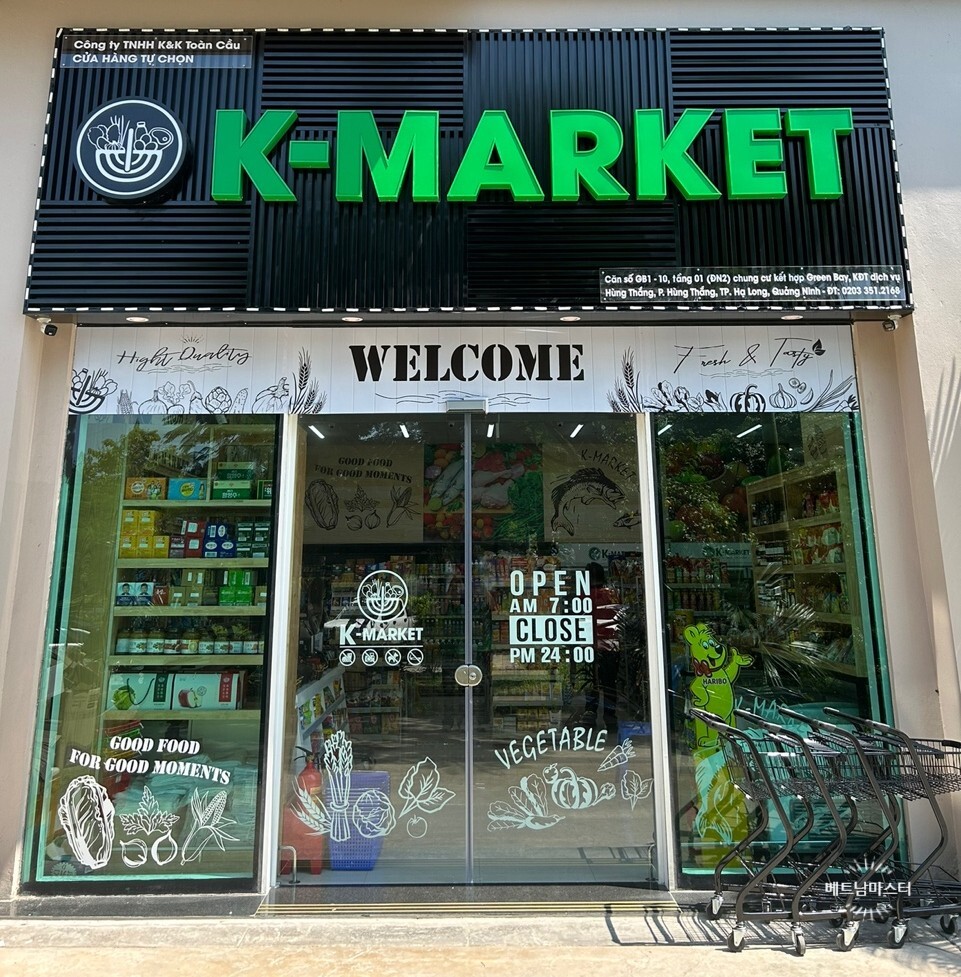 Công ty TNHH K&K Toàn Cầu
CỬA HÀNG TỰ CHỌN
K-MARKET
Căn số GB1 - 10, tầng 01 (ĐN2) chung cư kết hợp Green Bay, KĐT dịch vụ
Hùng Thắng, P. Hùng Thắng, TP. Hạ Long, Quảng Ninh - ĐT: 0203 351.2168
Hight Quality
WELCOME
Fresh & Tasty
GOOD FOOD
FOR GOOD MOMENTS
K-MARKET
K-MARKET
K-MARKET
OPEN
AM 7:00
CLOSE
PM 24:00
HARIBO
K-MARKET
GOOD FOOD
FOR GOOD MOMENTS
VEGETABLE
베트남마스터